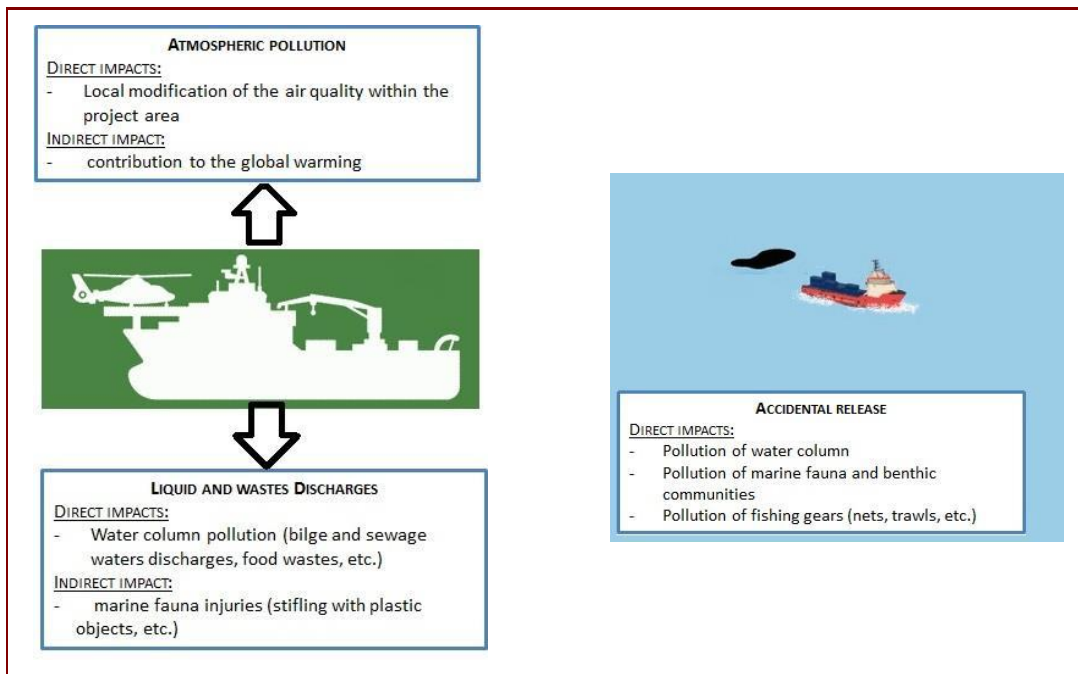 ATMOSPHERIC POLLUTION
DIRECT IMPACTS:
- Local modification of the air quality within the
project area
INDIRECT IMPACT:
- contribution to the global warming
LIQUID AND WASTES DISCHARGES
DIRECT IMPACTS:
- Water column pollution (bilge and sewage
waters discharges, food wastes, etc.)
INDIRECT IMPACT:
- marine fauna injuries (stifling with plastic
objects, etc.)
ACCIDENTAL RELEASE
DIRECT IMPACTS:
- Pollution of water column
- Pollution of marine fauna and benthic
communities
- Pollution of fishing gears (nets, trawls, etc.)